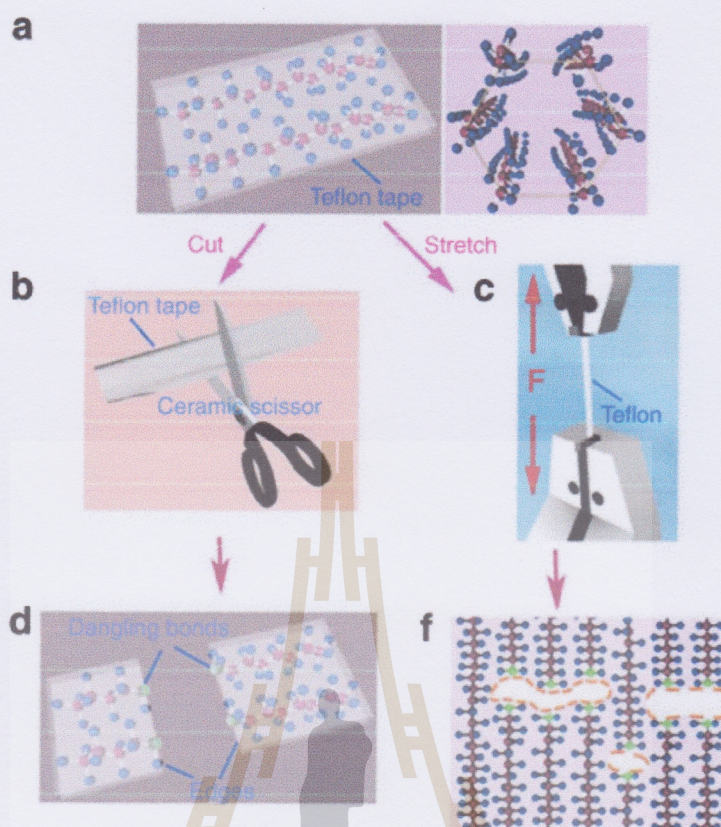 a
Teflon tape
Cut
Stretch
b
Teflon tape
Ceramic scissor
c
F
Teflon
d
Dangling bonds
Edges
f